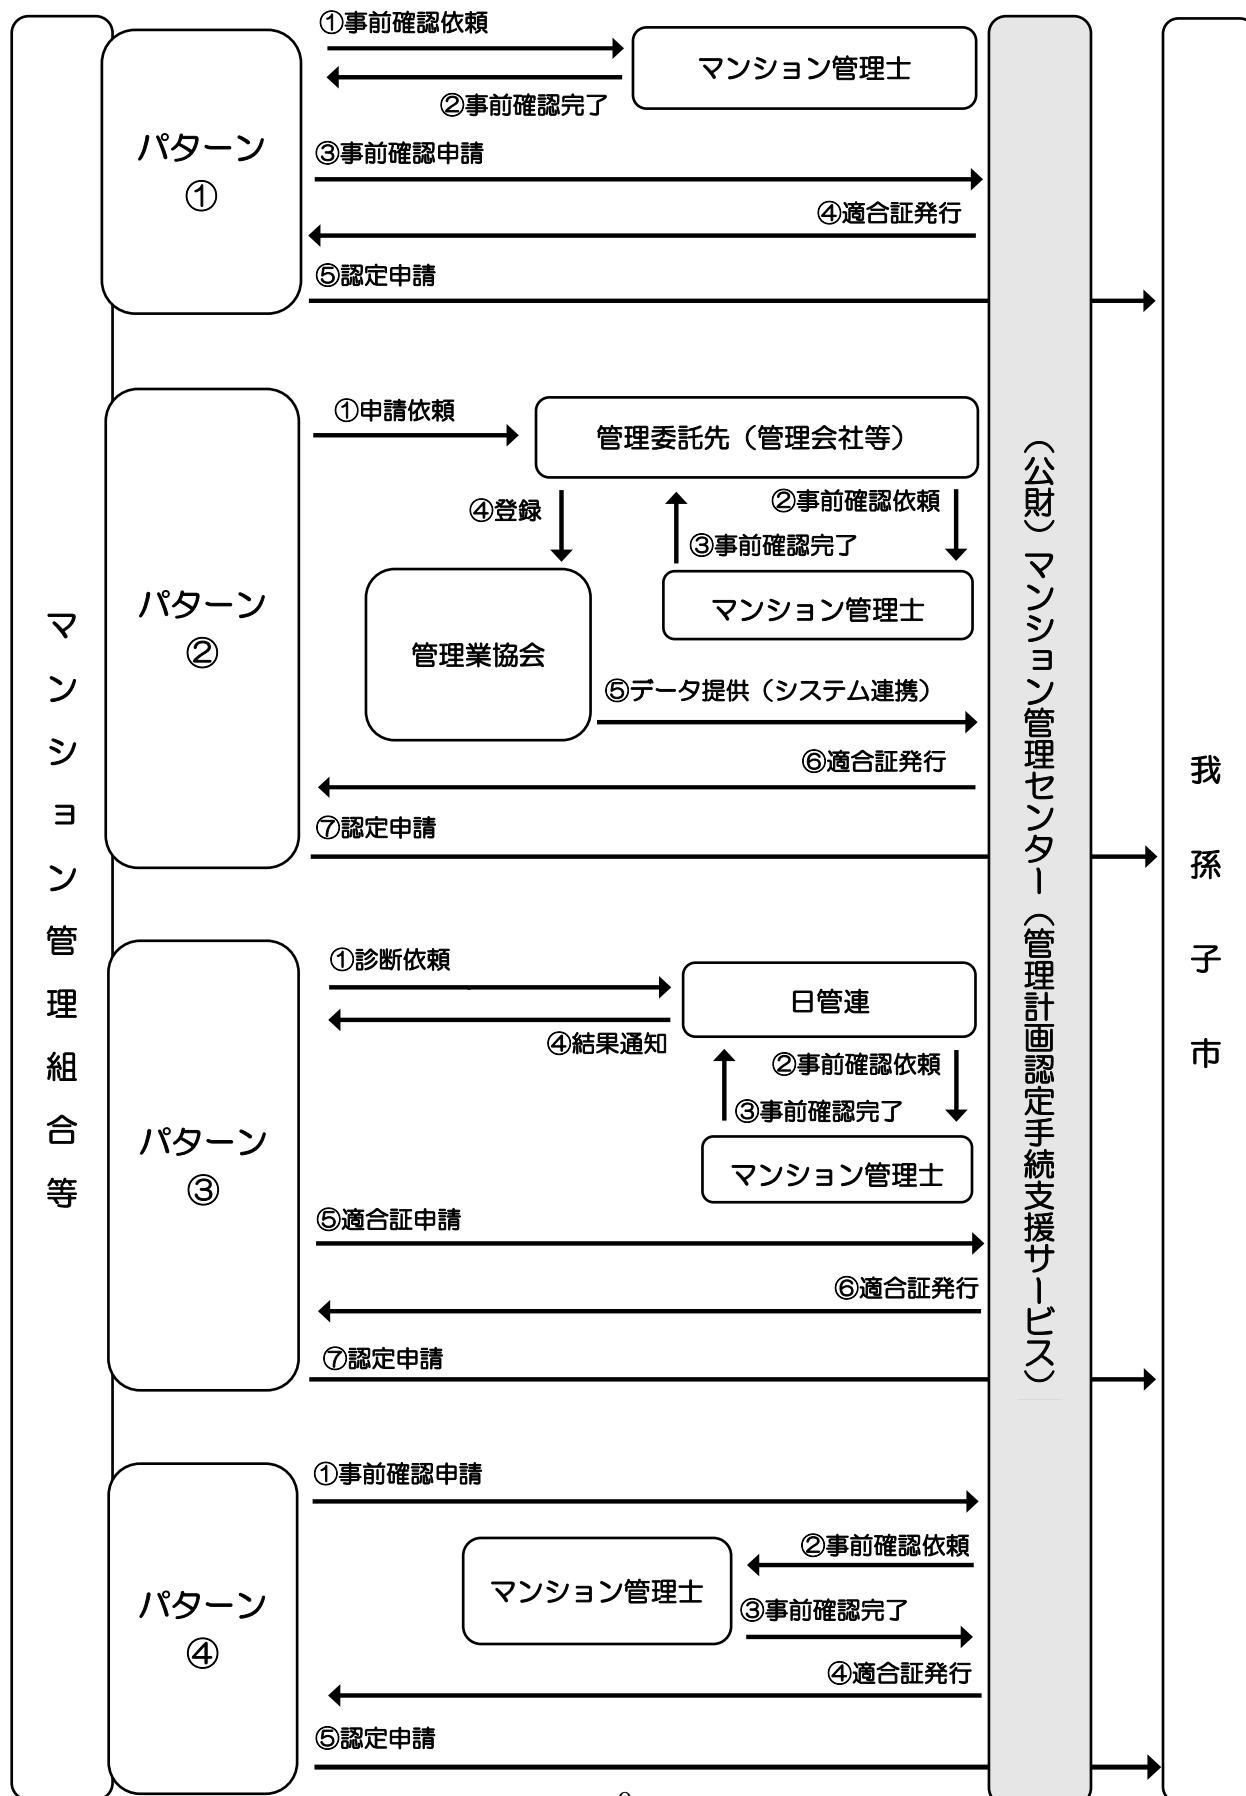 マンション管理組合等
パターン
①
①事前確認依頼
マンション管理士
②事前確認完了
③事前確認申請
④適合証発行
⑤認定申請
パターン
②
①申請依頼
管理委託先（管理会社等）
④登録
②事前確認依頼
③事前確認完了
マンション管理士
管理業協会
⑤データ提供（システム連携）
⑥適合証発行
⑦認定申請
パターン
③
①診断依頼
日管連
④結果通知
②事前確認依頼
③事前確認完了
マンション管理士
⑤適合証申請
⑥適合証発行
⑦認定申請
パターン
④
①事前確認申請
②事前確認依頼
マンション管理士
③事前確認完了
④適合証発行
⑤認定申請
（公財）マンション管理センター（管理計画認定手続支援サービス）
我孫子市